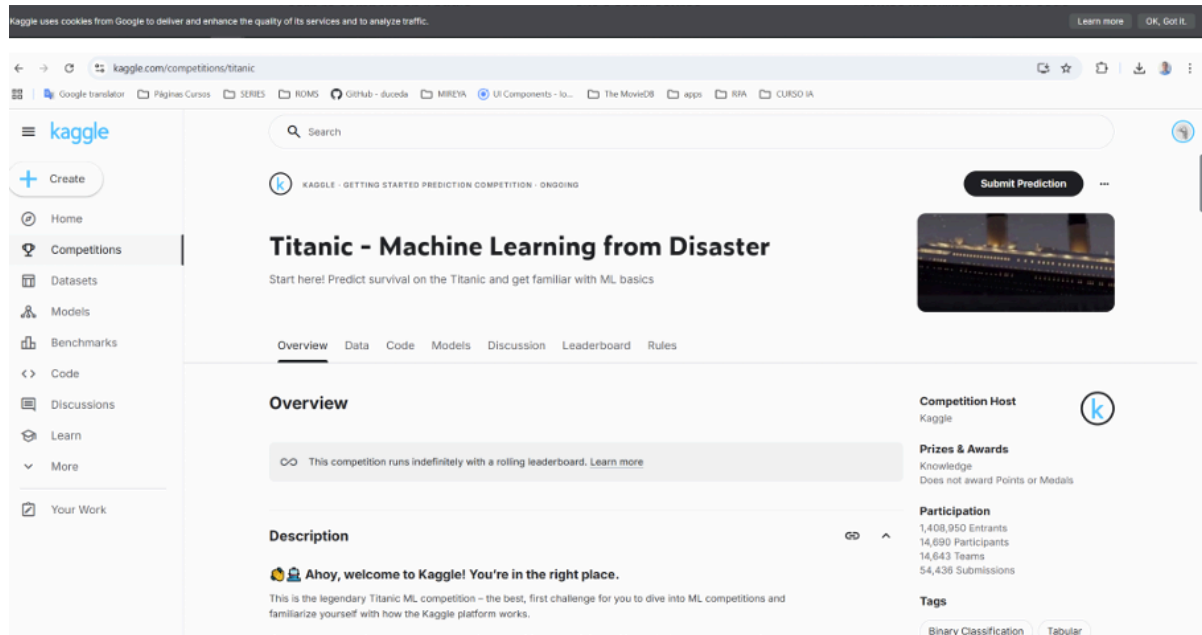 Kaggle uses cookies from Google to deliver and enhance the quality of its services and to analyze traffic.
Learn more
OK, Got it.
kaggle.com/competitions/titanic
Google translator
Páginas Cursos
SERIES
ROMS
GitHub - duceda
MIREYA
UI Components - lo...
The MovieDB
apps
RPA
CURSO IA
kaggle
Search
Create
KAGGLE · GETTING STARTED PREDICTION COMPETITION · ONGOING
Submit Prediction
Home
Competitions
Datasets
Models
Benchmarks
Code
Discussions
Learn
More
Your Work
Titanic - Machine Learning from Disaster
Start here! Predict survival on the Titanic and get familiar with ML basics
Overview
Data
Code
Models
Discussion
Leaderboard
Rules
Overview
This competition runs indefinitely with a rolling leaderboard. Learn more
Description
Ahoy, welcome to Kaggle! You're in the right place.
This is the legendary Titanic ML competition – the best, first challenge for you to dive into ML competitions and
familiarize yourself with how the Kaggle platform works.
Competition Host
Kaggle
Prizes & Awards
Knowledge
Does not award Points or Medals
Participation
1,408,950 Entrants
14,690 Participants
14,643 Teams
54,436 Submissions
Tags
Binary Classification
Tabular